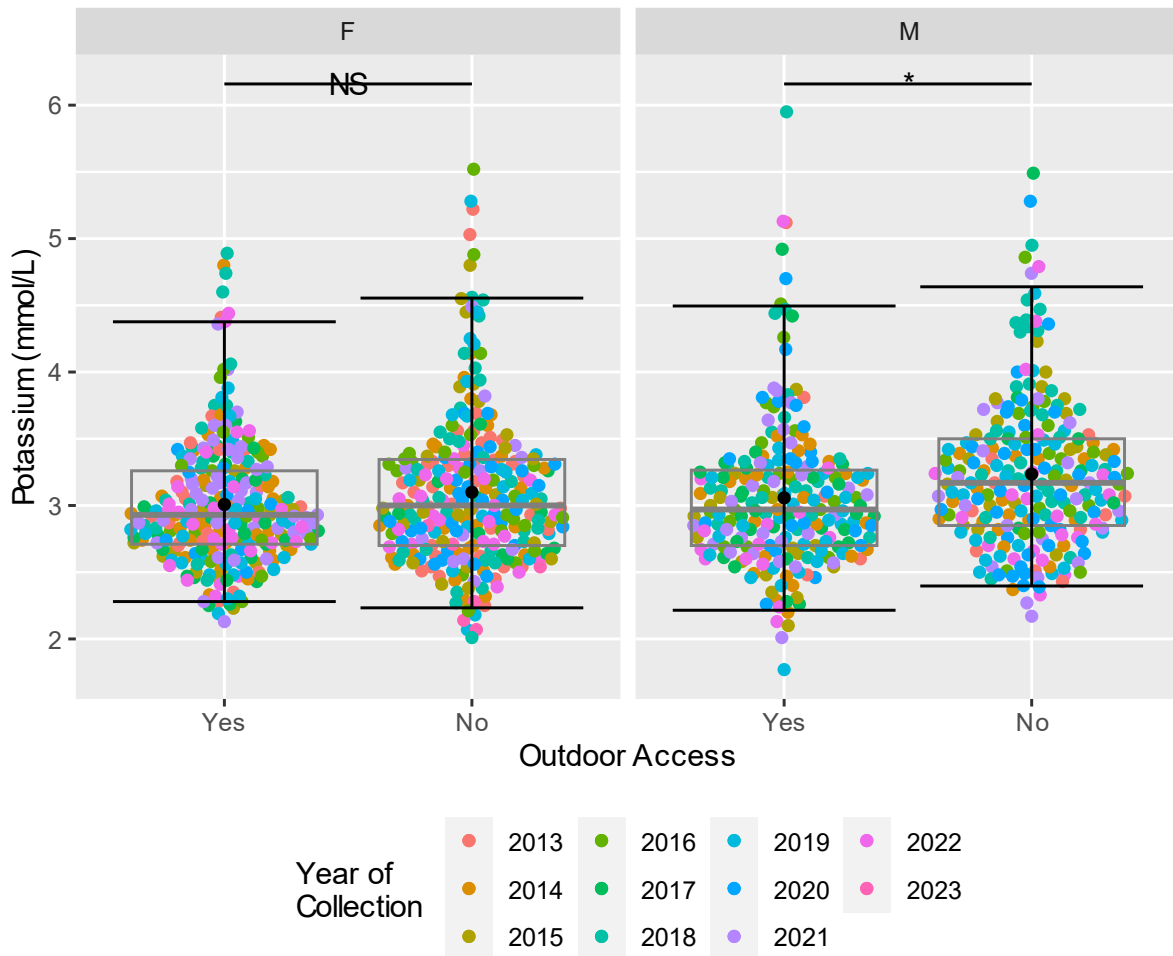 F
M
NS
*
6
5
4
3
2
Potassium (mmol/L)
Yes
No
Yes
No
Outdoor Access
Year of
Collection
2013
2016
2019
2022
2014
2017
2020
2023
2015
2018
2021